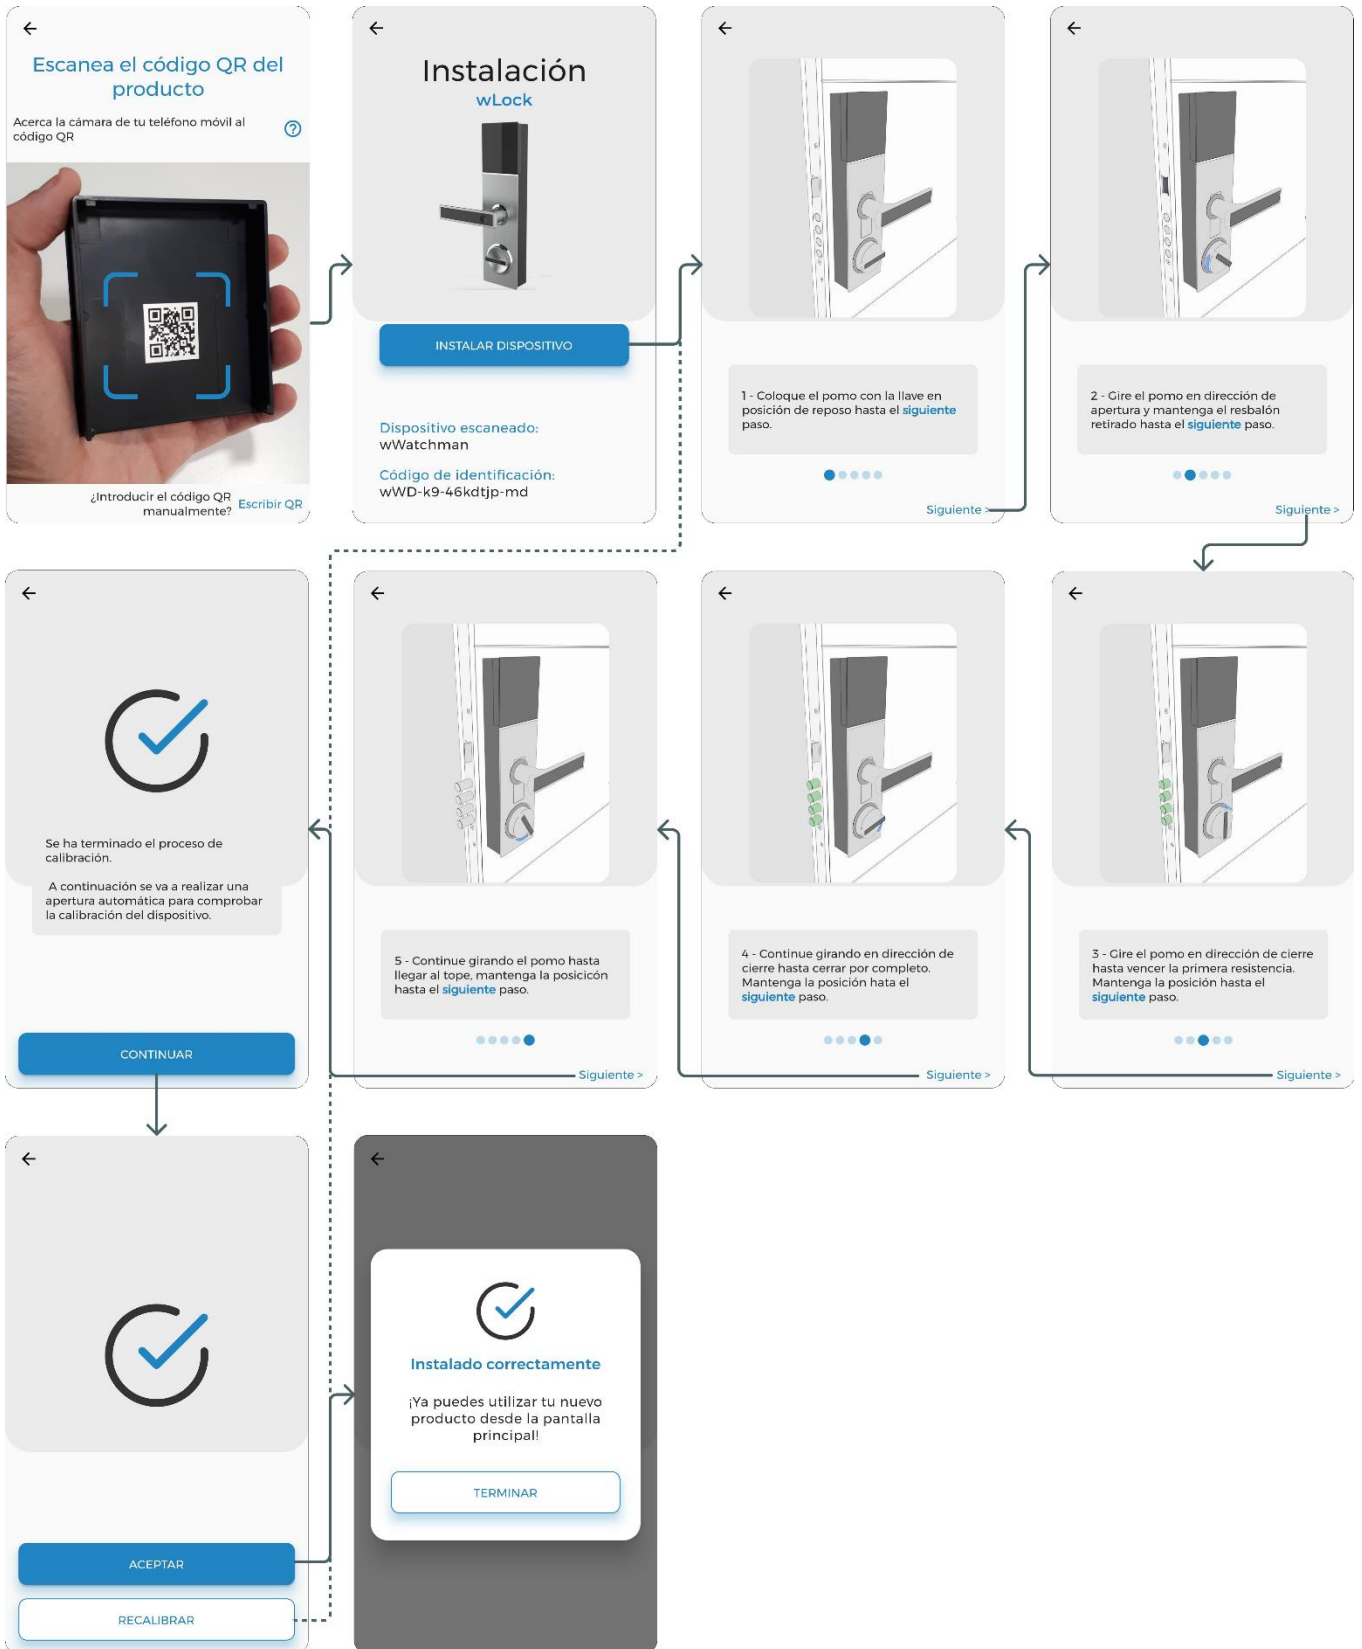 Escanea el código QR del
producto
Acerca la cámara de tu teléfono móvil al
código QR
¿Introducir el código QR
manualmente?
Escribir QR
Instalación
wLock
INSTALAR DISPOSITIVO
Dispositivo escaneado:
wWatchman
Código de identificación:
wWD-k9-46kdtjp-md
1 - Coloque el pomo con la llave en
posición de reposo hasta el siguiente
paso.
Siguiente >
2 - Gire el pomo en dirección de
apertura y mantenga el resbalón
retirado hasta el siguiente paso.
Siguiente >
3 - Gire el pomo en dirección de cierre
hasta vencer la primera resistencia.
Mantenga la posición hasta el
siguiente paso.
Siguiente >
4 - Continue girando en dirección de
cierre hasta cerrar por completo.
Mantenga la posición hata el
siguiente paso.
Siguiente >
5 - Continue girando el pomo hasta
llegar al tope, mantenga la posicicón
hasta el siguiente paso.
Siguiente >
Se ha terminado el proceso de
calibración.
A continuación se va a realizar una
apertura automática para comprobar
la calibración del dispositivo.
CONTINUAR
ACEPTAR
RECALIBRAR
Instalado correctamente
¡Ya puedes utilizar tu nuevo
producto desde la pantalla
principal!
TERMINAR